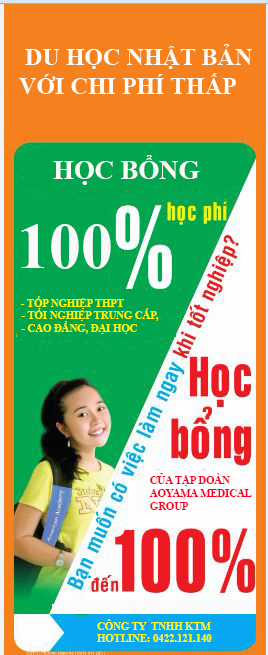 DU HỌC NHẬT BẢN
VỚI CHI PHÍ THẤP
HỌC BỔNG
100%
học phí
- TỐP NGHIỆP THPT
- TỐI NGHIỆP TRUNG CẤP,
- CAO ĐẲNG, ĐẠI HỌC
Bạn muốn có việc làm ngay khi tốt nghiệp?
Học
bổng
CỦA TẬP ĐOÀN
AOYAMA MEDICAL
GROUP
đến 100%
American Academy
CÔNG TY TNHH KTM
HOTLINE: 0422.121.140